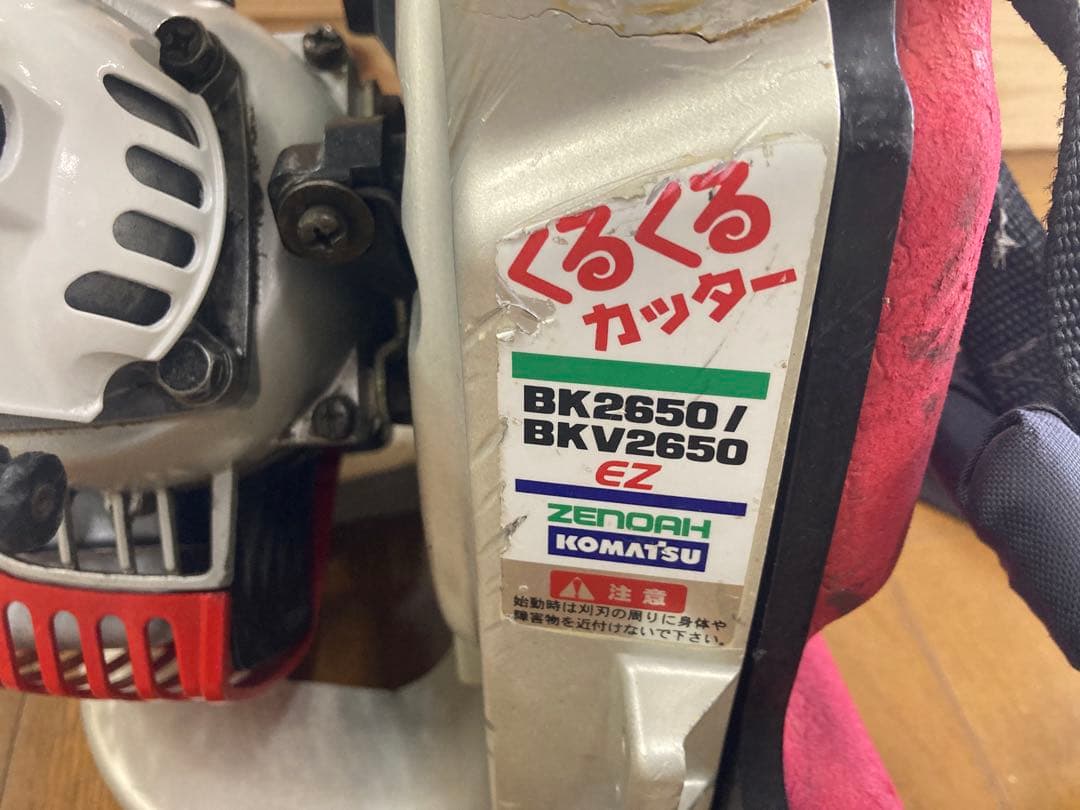 くるくる
カッター
BK2650/
BKV2650
EZ
ZENOAH
KOMATSU
注意
始動時は刈刃の周りに身体や
障害物を近付けないで下さい。